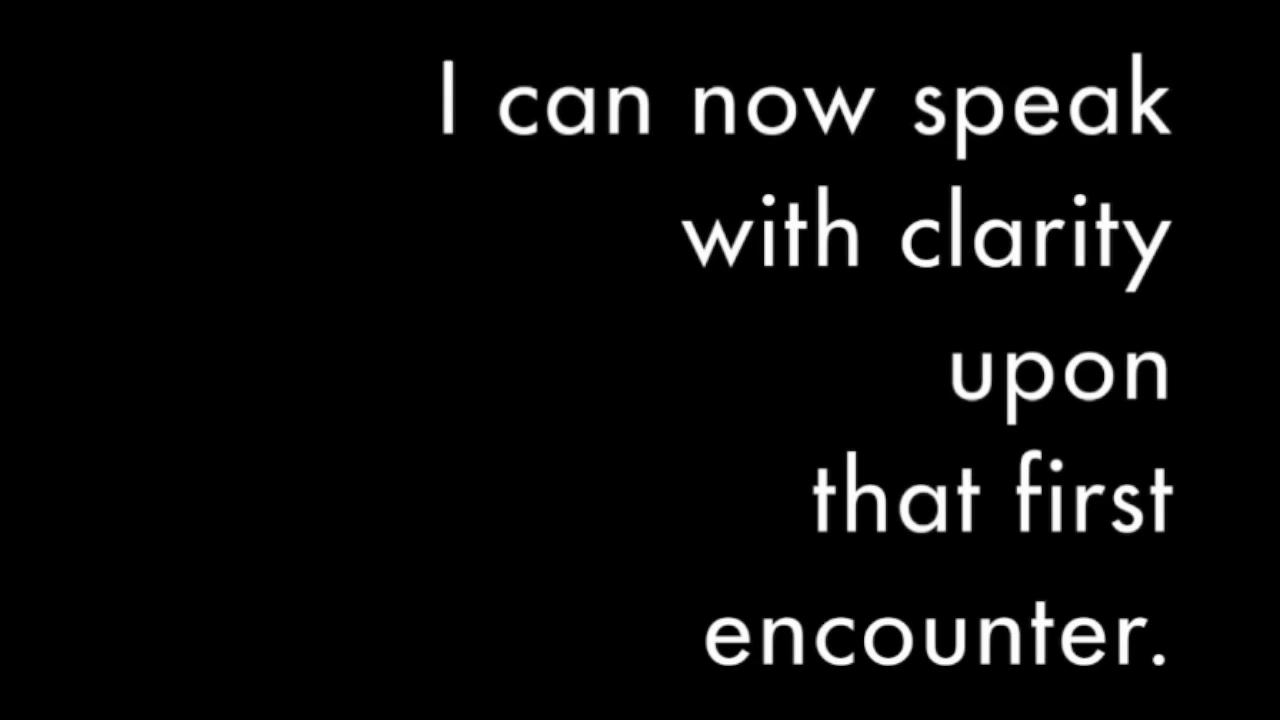 I can now speak
with clarity
upon
that first
encounter.